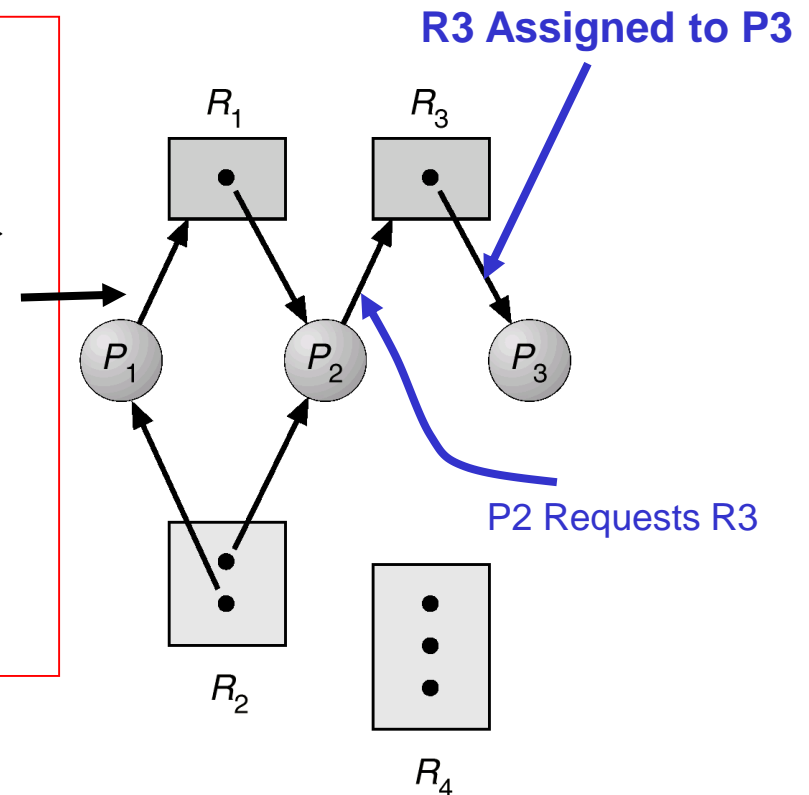 R3 Assigned to P3
R1
R3
P1
P2
P3
P2 Requests R3
R2
R4